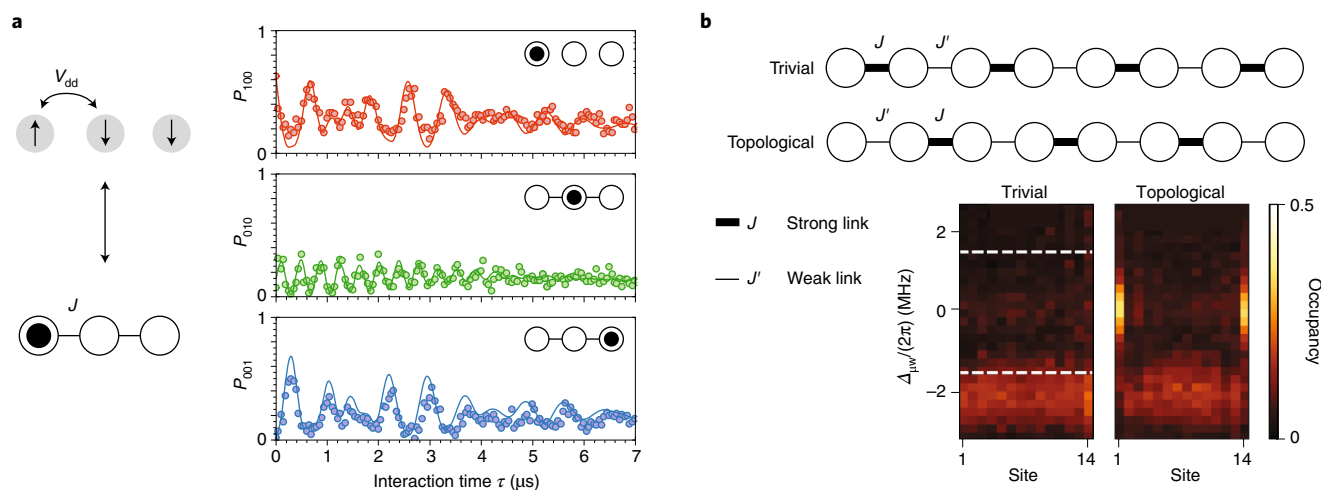 a
V_dd
J
1
P_100
0
1
P_010
0
1
P_001
0
0 1 2 3 4 5 6 7
Interaction time τ (μs)
b
J J′
Trivial
J′ J
Topological
J Strong link
J′ Weak link
Trivial Topological
2
0
−2
Δ_μw/(2π) (MHz)
1 14 1 14
Site Site
0.5
0
Occupancy